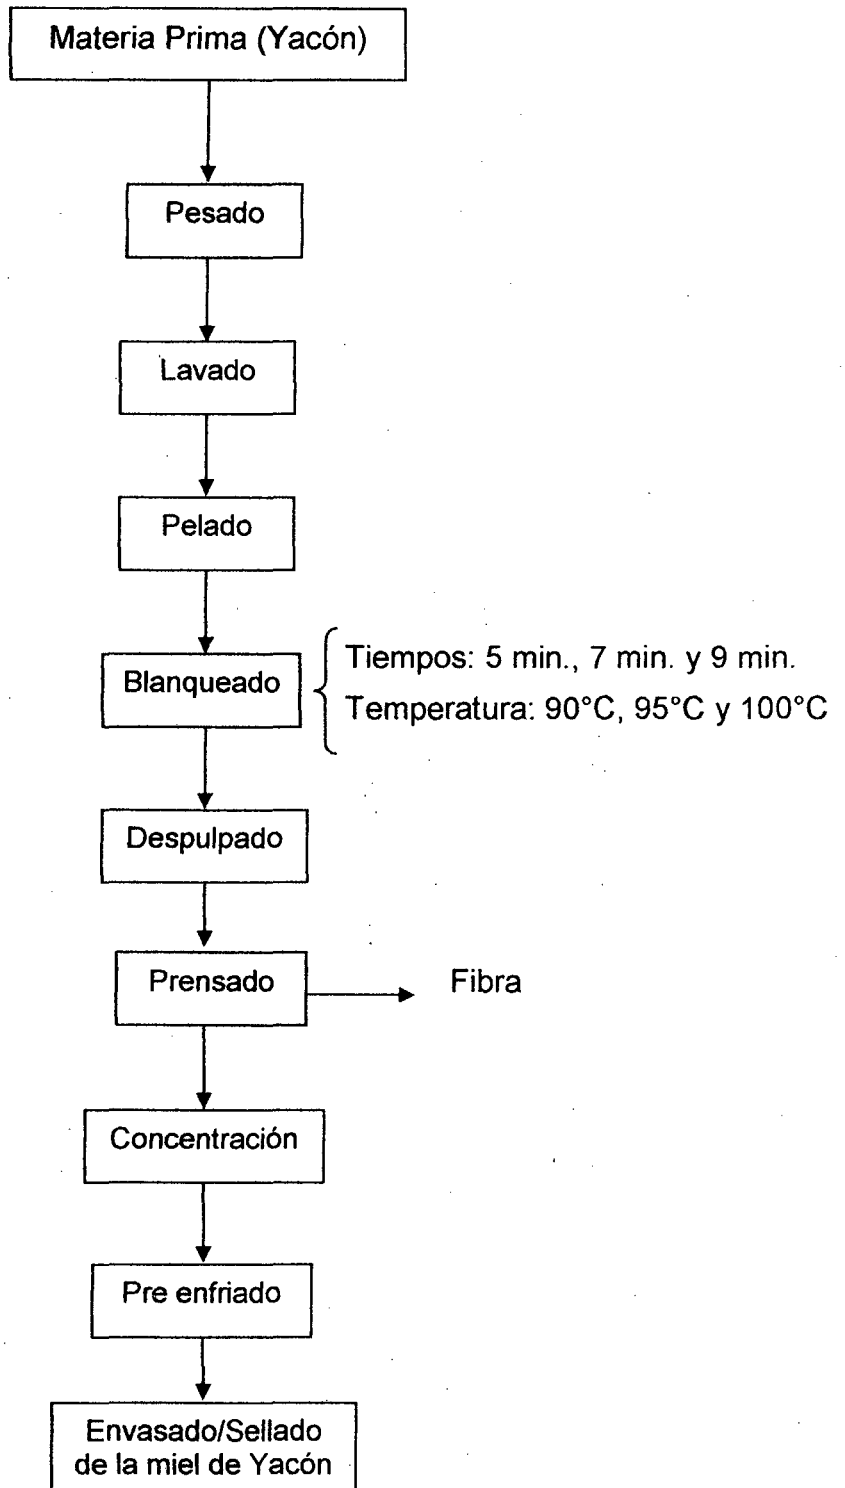 Materia Prima (Yacón)
Pesado
Lavado
Pelado
Blanqueado
Tiempos: 5 min., 7 min. y 9 min.
Temperatura: 90°C, 95°C y 100°C
Despulpado
Prensado
Fibra
Concentración
Pre enfriado
Envasado/Sellado
de la miel de Yacón